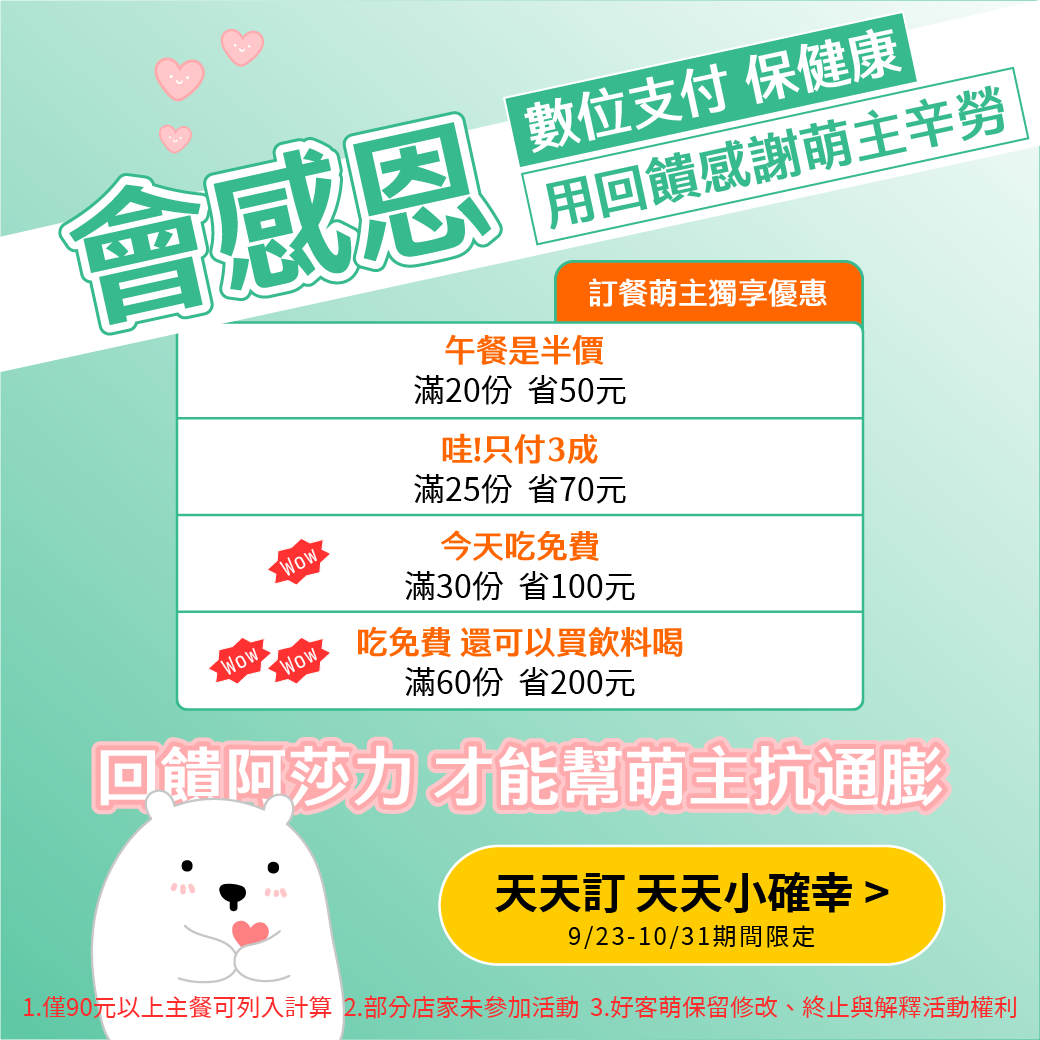 會感恩
數位支付 保健康
用回饋感謝萌主辛勞
訂餐萌主獨享優惠
午餐是半價
滿20份 省50元
哇!只付3成
滿25份 省70元
Wow
今天吃免費
滿30份 省100元
Wow Wow
吃免費 還可以買飲料喝
滿60份 省200元
回饋阿莎力 才能幫萌主抗通膨
天天訂 天天小確幸 >
9/23-10/31期間限定
1.僅90元以上主餐可列入計算 2.部分店家未參加活動 3.好客萌保留修改、終止與解釋活動權利